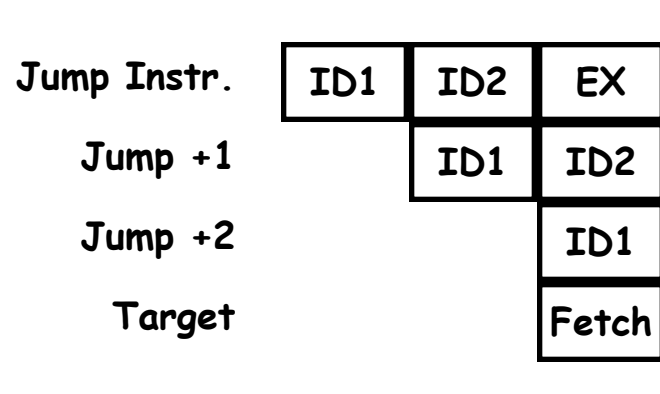 Jump Instr. ID1 ID2 EX
Jump +1 ID1 ID2
Jump +2 ID1
Target Fetch